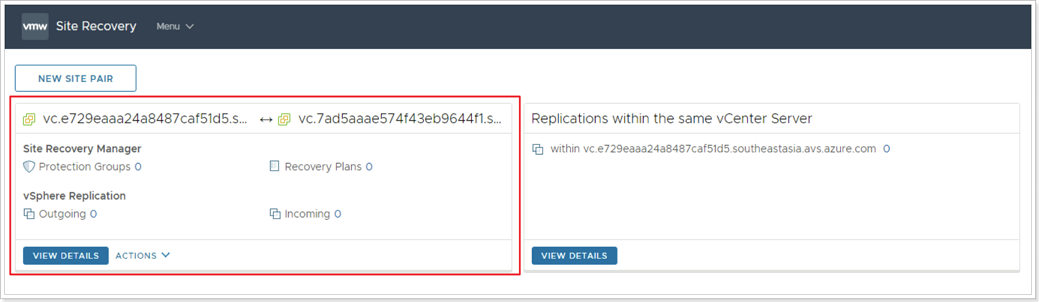 vmw Site Recovery Menu
NEW SITE PAIR
vc.e729eaaa24a8487caf51d5.s... ↔ vc.7ad5aaae574f43eb9644f1.s...
Site Recovery Manager
Protection Groups 0 Recovery Plans 0
vSphere Replication
Outgoing 0 Incoming 0
VIEW DETAILS ACTIONS
Replications within the same vCenter Server
within vc.e729eaaa24a8487caf51d5.southeastasia.avs.azure.com 0
VIEW DETAILS